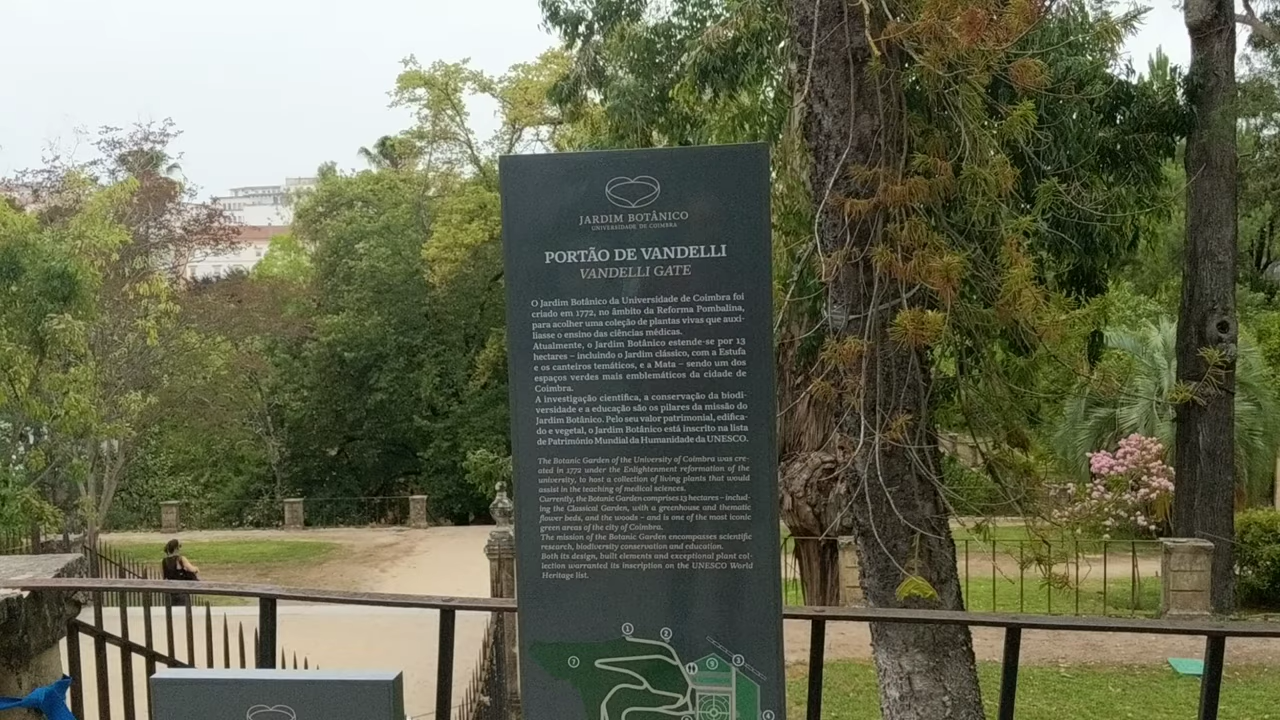 JARDIM BOTÂNICO
UNIVERSIDADE DE COIMBRA
PORTÃO DE VANDELLI
VANDELLI GATE
O Jardim Botânico da Universidade de Coimbra foi
criado em 1772, no âmbito da Reforma Pombalina,
para acolher uma coleção de plantas vivas que auxi-
liasse o ensino das ciências médicas.
Atualmente, o Jardim Botânico estende-se por 13
hectares – incluindo o Jardim clássico, com a Estufa
e os canteiros temáticos, e a Mata – sendo um dos
espaços verdes mais emblemáticos da cidade de
Coimbra.
A investigação científica, a conservação da biodi-
versidade e a educação são os pilares da missão do
Jardim Botânico. Pelo seu valor patrimonial, edifica-
do e vegetal, o Jardim Botânico está inscrito na lista
de Património Mundial da Humanidade da UNESCO.
The Botanic Garden of the University of Coimbra was cre-
ated in 1772 under the Enlightenment reformation of the
university, to host a collection of living plants that would
assist in the teaching of medical sciences.
Currently, the Botanic Garden comprises 13 hectares – includ-
ing the Classical Garden, with a greenhouse and thematic
flower beds, and the woods – and is one of the most iconic
green areas of the city of Coimbra.
The mission of the Botanic Garden encompasses scientific
research, biodiversity conservation and education.
Both its design, built elements and exceptional plant col-
lection warranted its inscription on the UNESCO World
Heritage list.
1 2
7 9 3
4